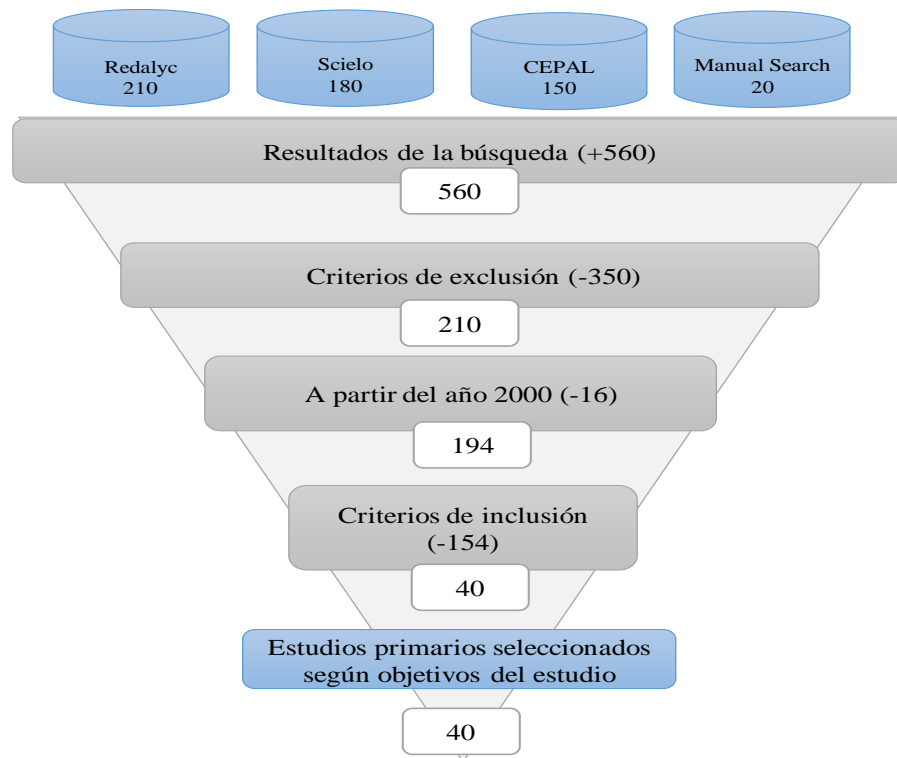 Redalyc
210
Scielo
180
CEPAL
150
Manual Search
20
Resultados de la búsqueda (+560)
560
Criterios de exclusión (-350)
210
A partir del año 2000 (-16)
194
Criterios de inclusión
(-154)
40
Estudios primarios seleccionados
según objetivos del estudio
40